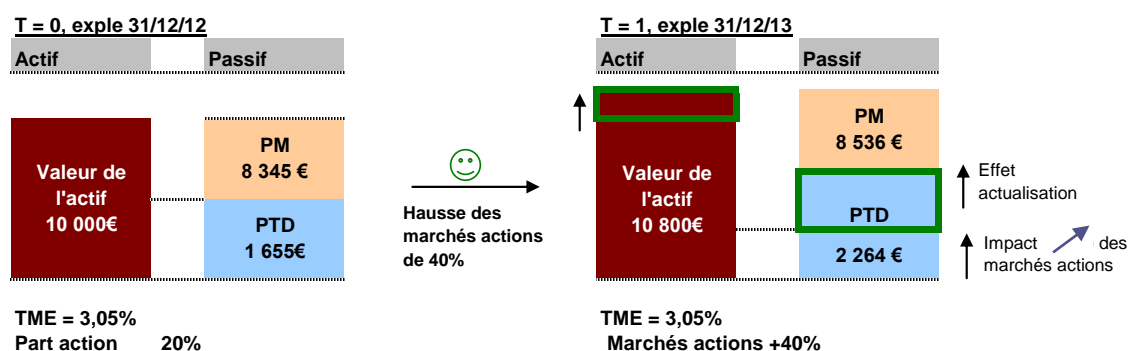 T = 0, exple 31/12/12
Actif
Passif
Valeur de
l'actif
10 000€
PM
8 345 €
PTD
1 655€
TME = 3,05%
Part action 20%
Hausse des
marchés actions
de 40%
T = 1, exple 31/12/13
Actif
Passif
Valeur de
l'actif
10 800€
PM
8 536 €
PTD
2 264 €
Effet
actualisation
Impact des
marchés actions
TME = 3,05%
Marchés actions +40%